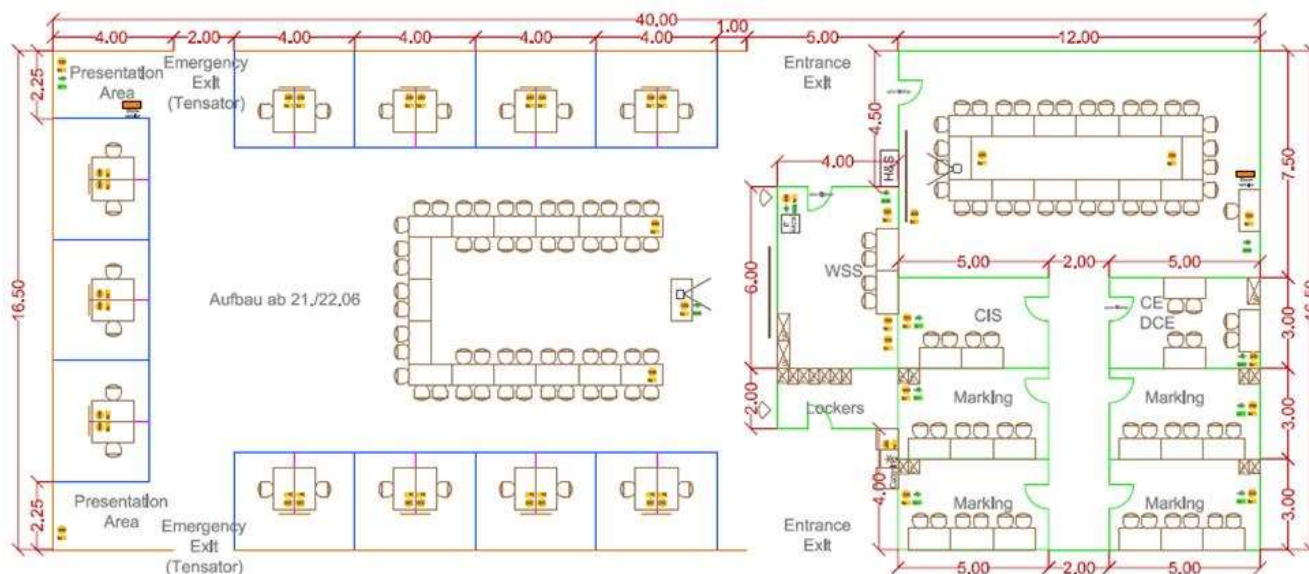 40.00
4.00
2.00
4.00
4.00
4.00
4.00
1.00
5.00
12.00
2.25
Presentation
Area
Emergency
Exit
(Tensator)
Entrance
Exit
4.50
7.50
4.00
H&S
16.50
Aufbau ab 21./22.06
6.00
WSS
5.00
2.00
5.00
CIS
CE
DCE
3.00
16.50
2.00
Lockers
Marking
Marking
3.00
4.00
Marking
Marking
3.00
2.25
Presentation
Area
Emergency
Exit
(Tensator)
Entrance
Exit
5.00
2.00
5.00